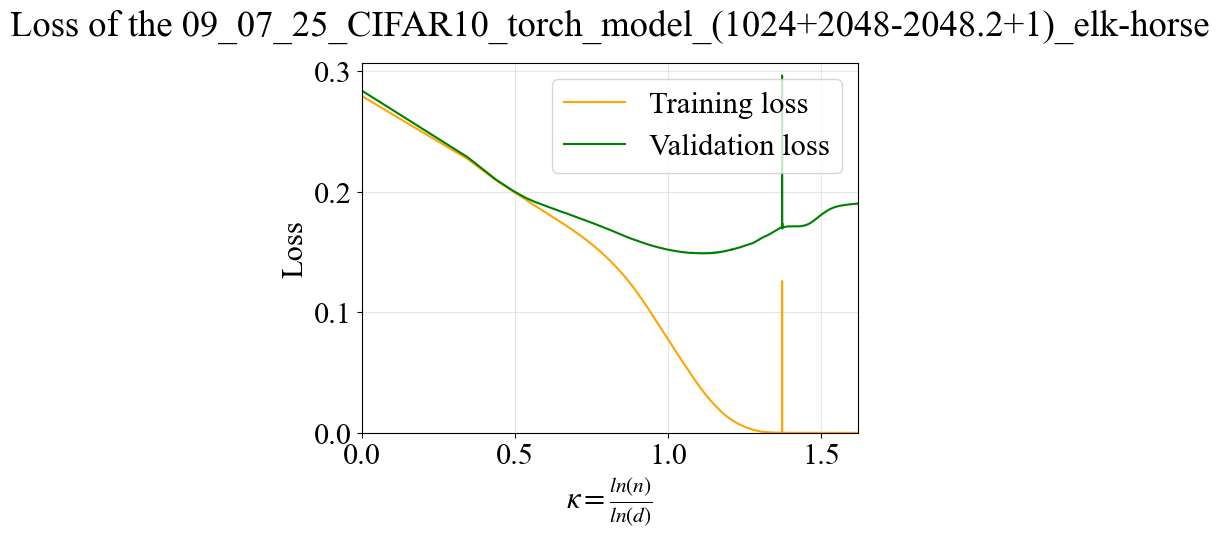 Loss of the 09_07_25_CIFAR10_torch_model_(1024+2048-2048.2+1)_elk-horse
0.3
0.2
0.1
0.0
Loss
Training loss
Validation loss
0.0 0.5 1.0 1.5
κ = ln(n)/ln(d)